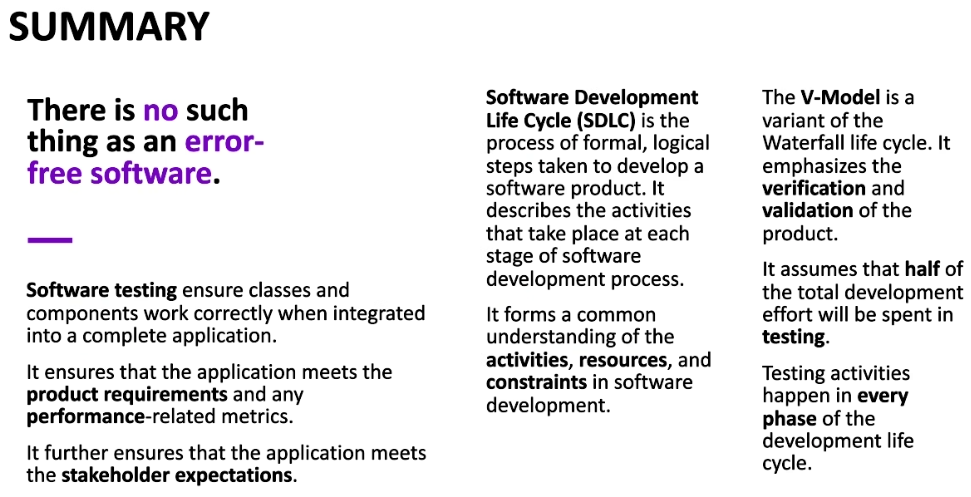 SUMMARY
There is no such
thing as an error-
free software.
Software testing ensure classes and
components work correctly when integrated
into a complete application.
It ensures that the application meets the
product requirements and any
performance-related metrics.
It further ensures that the application meets
the stakeholder expectations.
Software Development
Life Cycle (SDLC) is the
process of formal, logical
steps taken to develop a
software product. It
describes the activities
that take place at each
stage of software
development process.
It forms a common
understanding of the
activities, resources, and
constraints in software
development.
The V-Model is a
variant of the
Waterfall life cycle. It
emphasizes the
verification and
validation of the
product.
It assumes that half of
the total development
effort will be spent in
testing.
Testing activities
happen in every
phase of the
development life
cycle.